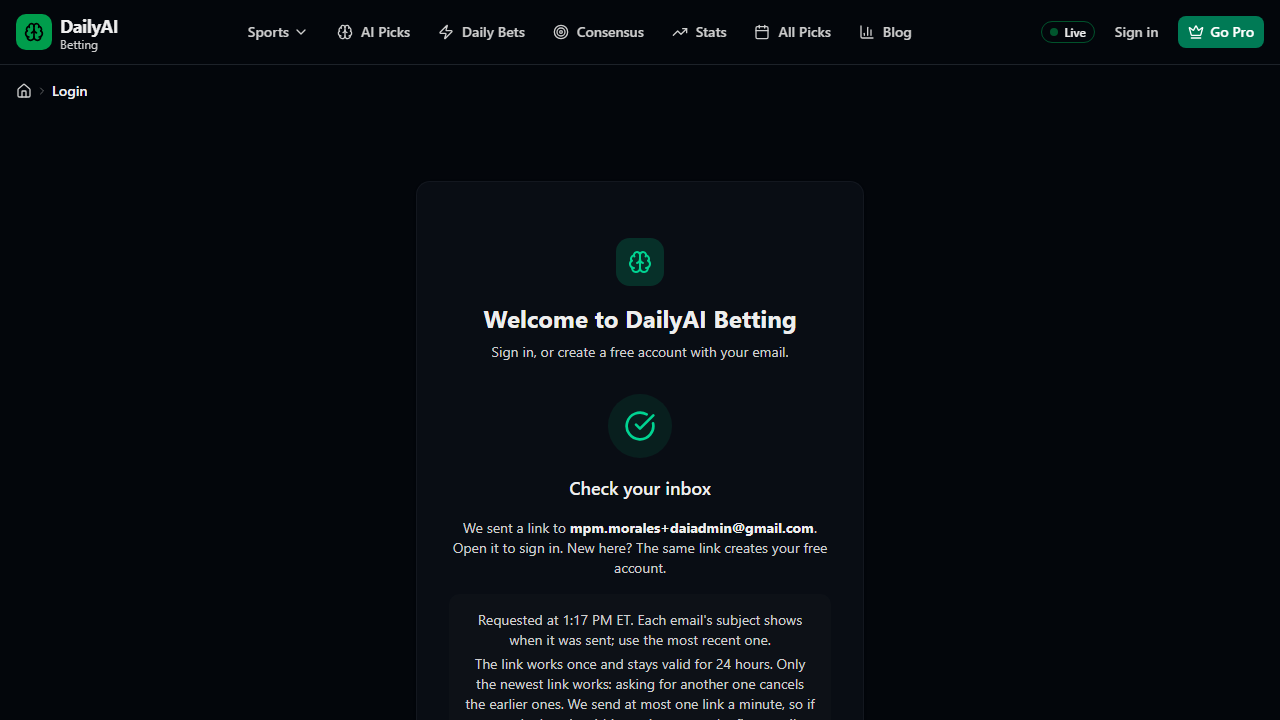 DailyAI
Betting
Sports
AI Picks
Daily Bets
Consensus
Stats
All Picks
Blog
Live
Sign in
Go Pro
Login
Welcome to DailyAI Betting
Sign in, or create a free account with your email.
Check your inbox
We sent a link to mpm.morales+daiadmin@gmail.com.
Open it to sign in. New here? The same link creates your free
account.
Requested at 1:17 PM ET. Each email's subject shows
when it was sent; use the most recent one.
The link works once and stays valid for 24 hours. Only
the newest link works: asking for another one cancels
the earlier ones. We send at most one link a minute, so if